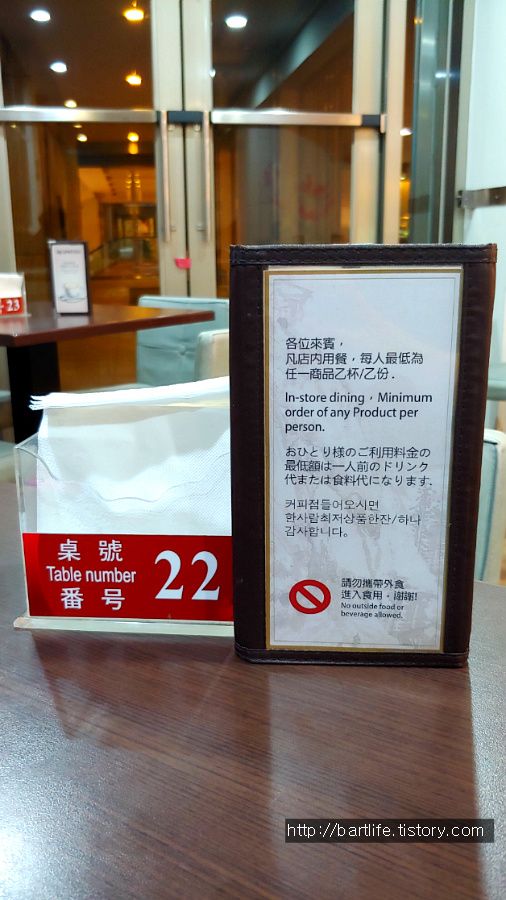 23
各位來賓，
凡店內用餐，每人最低為
任一商品乙杯/乙份 .
In-store dining , Minimum
order of any Product per
person.
おひとり様のご利用料金の
最低額は一人前のドリンク
代または食料代になります.
커피점들어오시면
한사람최저상품한잔/하나
감사합니다。
請勿攜帶外食
進入食用，謝謝!
No outside food or
beverage allowed.
桌 號
Table number
番 号
22
http://bartlife.tistory.com